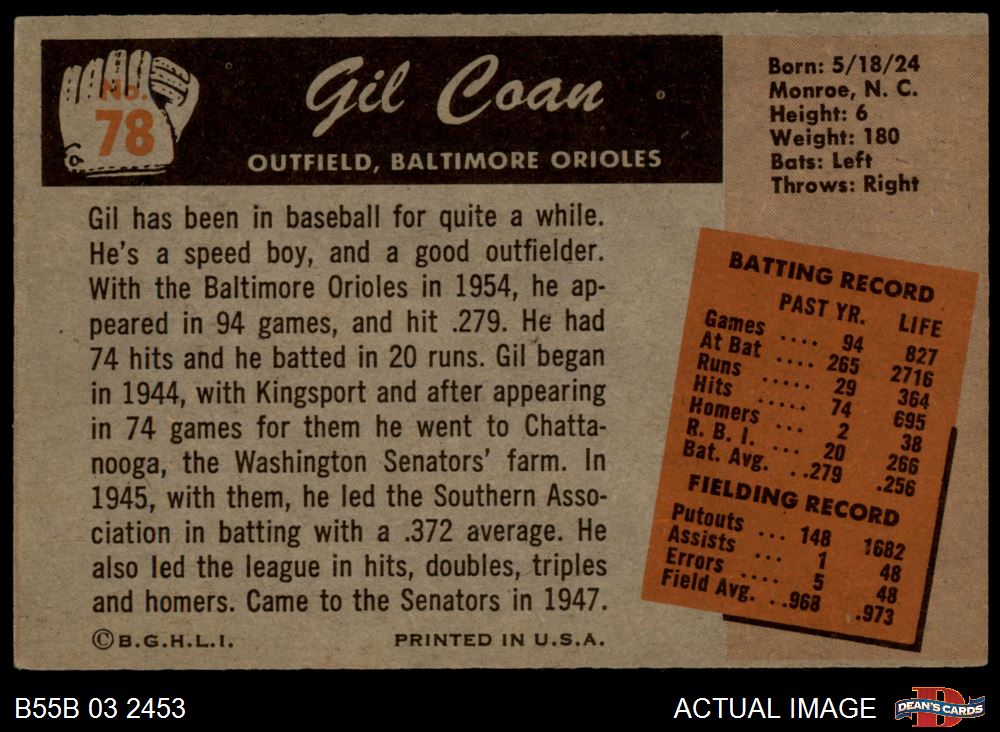 No.
78
Gil Coan
OUTFIELD, BALTIMORE ORIOLES
Born: 5/18/24
Monroe, N. C.
Height: 6
Weight: 180
Bats: Left
Throws: Right
Gil has been in baseball for quite a while.
He's a speed boy, and a good outfielder.
With the Baltimore Orioles in 1954, he ap-
peared in 94 games, and hit .279. He had
74 hits and he batted in 20 runs. Gil began
in 1944, with Kingsport and after appearing
in 74 games for them he went to Chatta-
nooga, the Washington Senators' farm. In
1945, with them, he led the Southern Asso-
ciation in batting with a .372 average. He
also led the league in hits, doubles, triples
and homers. Came to the Senators in 1947.
©B.G.H.L.I. PRINTED IN U.S.A.
BATTING RECORD
PAST YR. LIFE
Games .... 94 827
At Bat .... 265 2716
Runs ..... 29 364
Hits ..... 74 695
Homers ... 2 38
R. B. I. ... 20 266
Bat. Avg. ..279 .256
FIELDING RECORD
Putouts ... 148 1682
Assists ... 1 48
Errors .... 5 48
Field Avg. ..968 .973
B55B 03 2453 ACTUAL IMAGE
D
DEAN'S CARDS